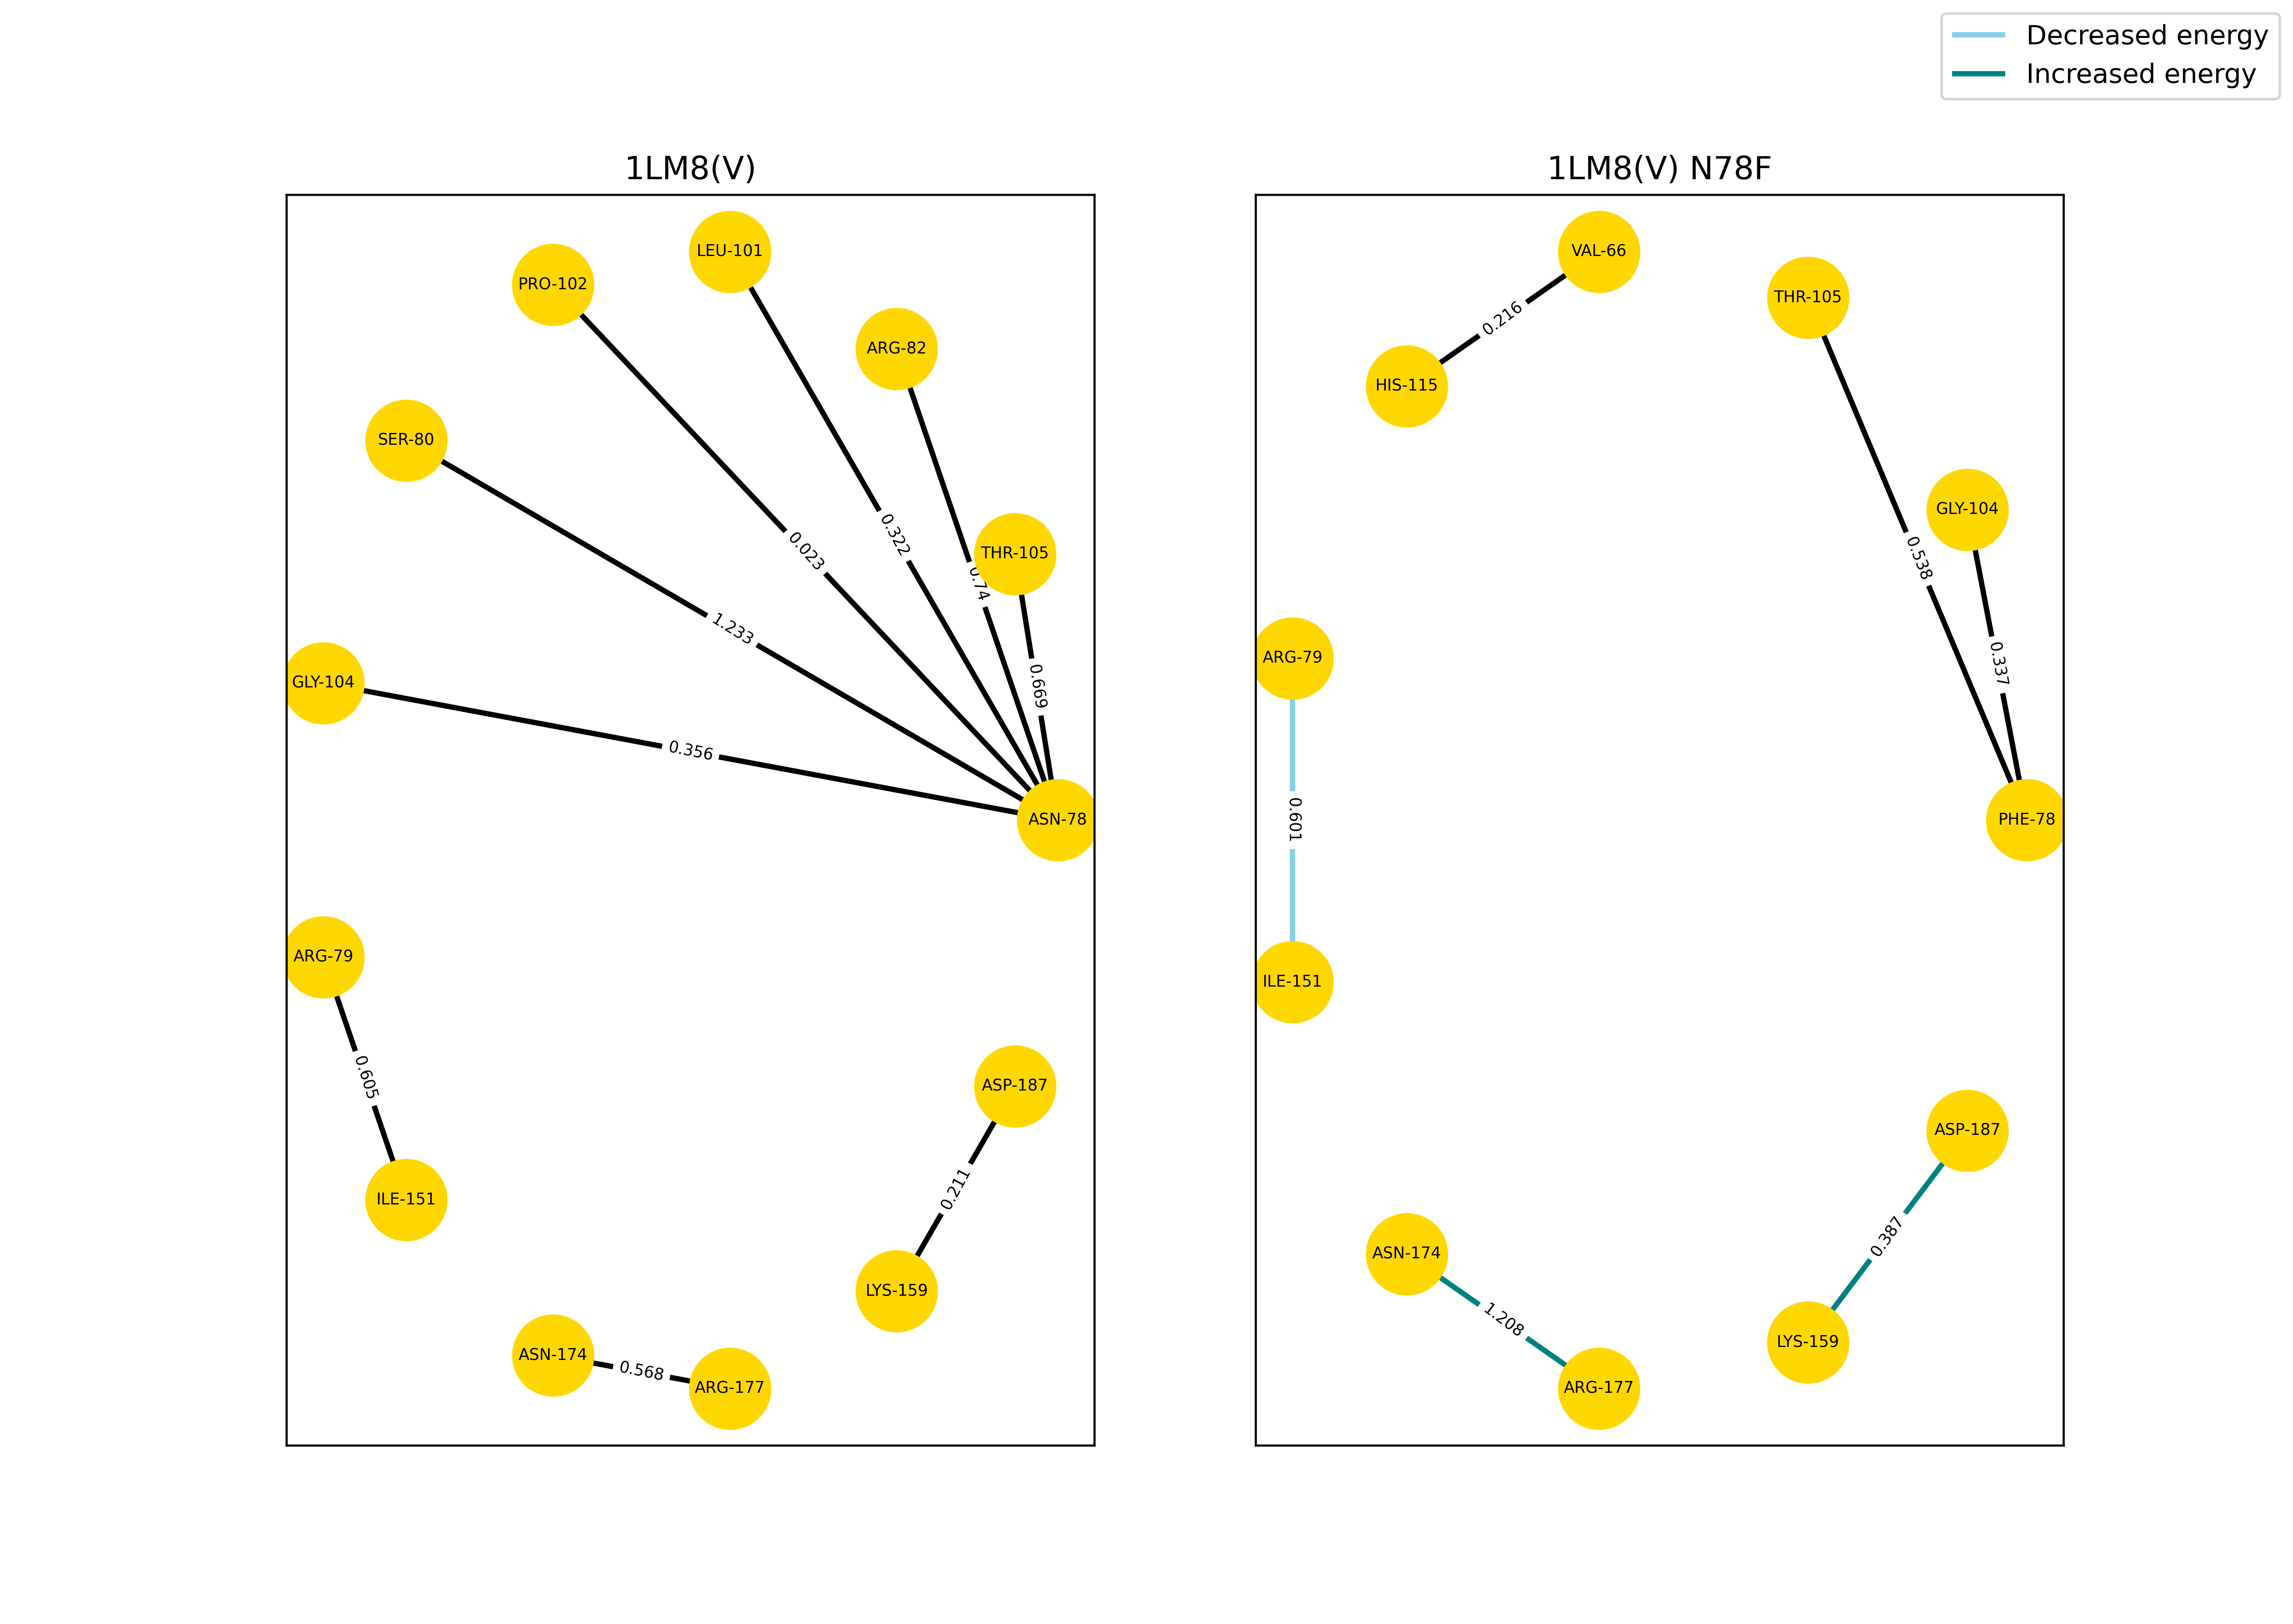 Decreased energy
Increased energy
1LM8(V)
LEU-101
PRO-102
ARG-82
SER-80
THR-105
0.322
0.023
0.74
1.233
0.669
GLY-104
0.356
ASN-78
ARG-79
0.605
ASP-187
0.211
ILE-151
LYS-159
ASN-174
0.568
ARG-177
1LM8(V) N78F
VAL-66
THR-105
0.216
HIS-115
GLY-104
0.538
ARG-79
0.337
0.601
PHE-78
ILE-151
ASP-187
0.387
ASN-174
1.208
LYS-159
ARG-177